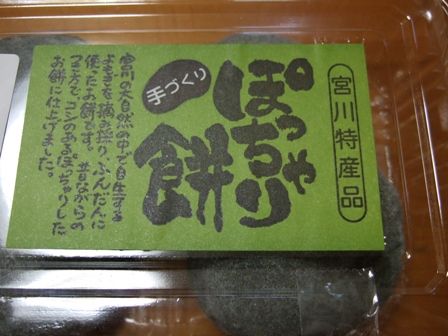 宮川特産品
ぽっちゃり
餅
手づくり
宮川の大自然の中で自生する
よもぎを摘み採り、ふんだんに
使ったお餅です。昔ながらの
つき方で、コシのあるぽっちゃりした
お餅に仕上げました。